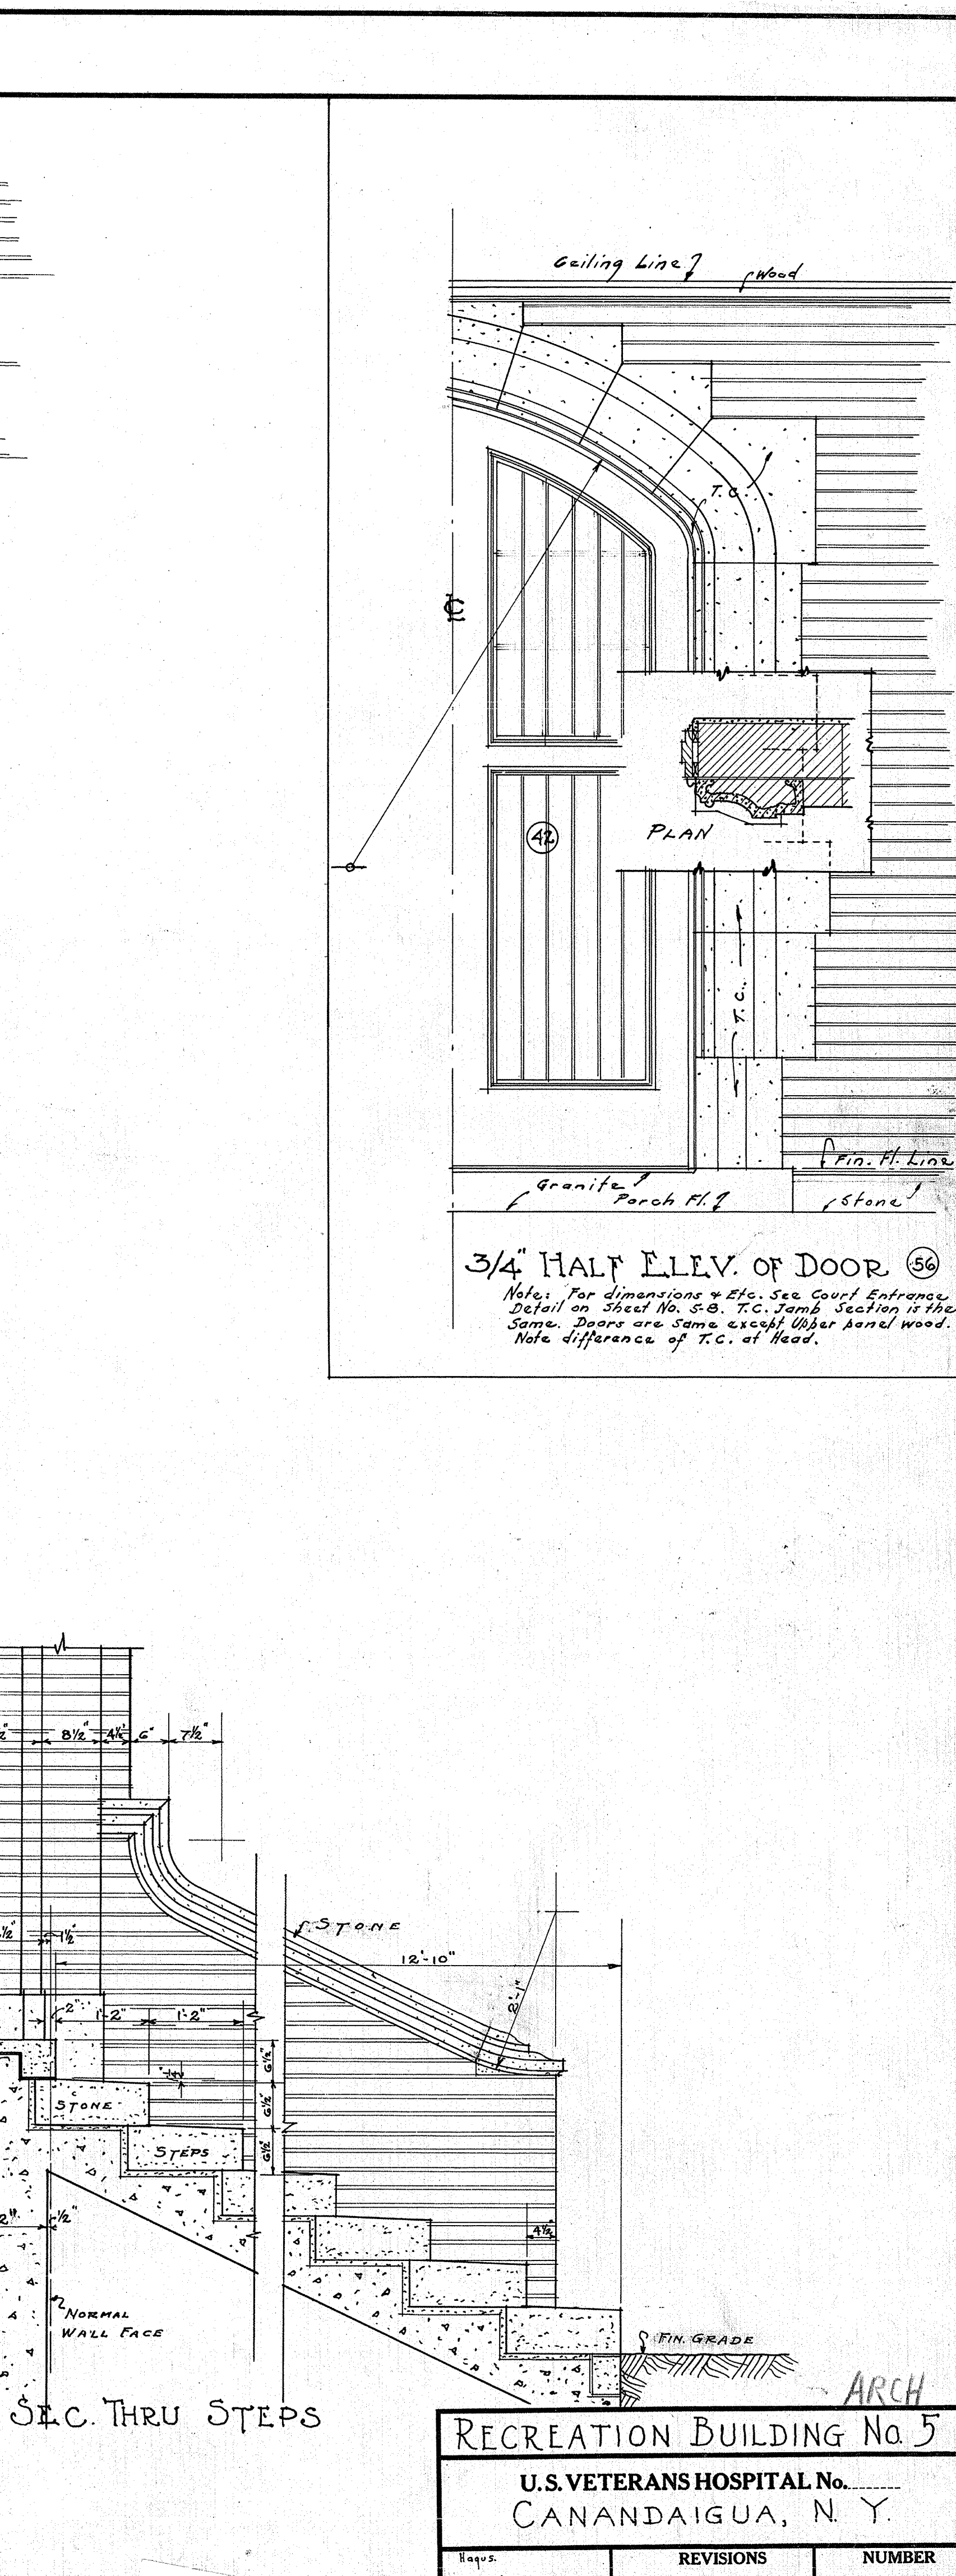 Ceiling Line
Wood
T.C.
℄
42
PLAN
T.C.
Fin. Fl. Line
Granite
Porch Fl.
Stone
3/4" HALF ELEV. OF DOOR 56
Note: For dimensions & Etc. See Court Entrance
Detail on Sheet No. 5-8. T.C. Jamb Section is the
Same. Doors are same except Upper panel wood.
Note difference of T.C. at Head.
8½" 4½" 6" 7½"
STONE
1½"
12'-10"
2'-1"
2"
1'-2" 1'-2"
6½"
6½"
6½"
STONE
STEPS
4½"
½"
NORMAL
WALL FACE
FIN. GRADE
ARCH
SEC. THRU STEPS
RECREATION BUILDING No. 5
U.S. VETERANS HOSPITAL No.
CANANDAIGUA, N. Y.
REVISIONS
NUMBER